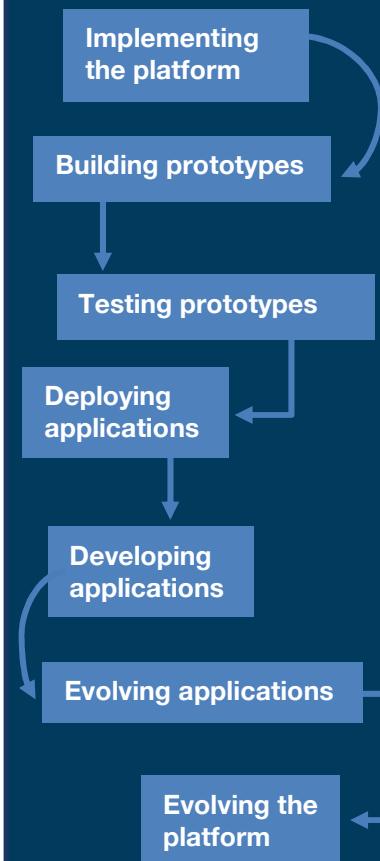 Implementing
the platform
Building prototypes
Testing prototypes
Deploying
applications
Developing
applications
Evolving applications
Evolving the
platform